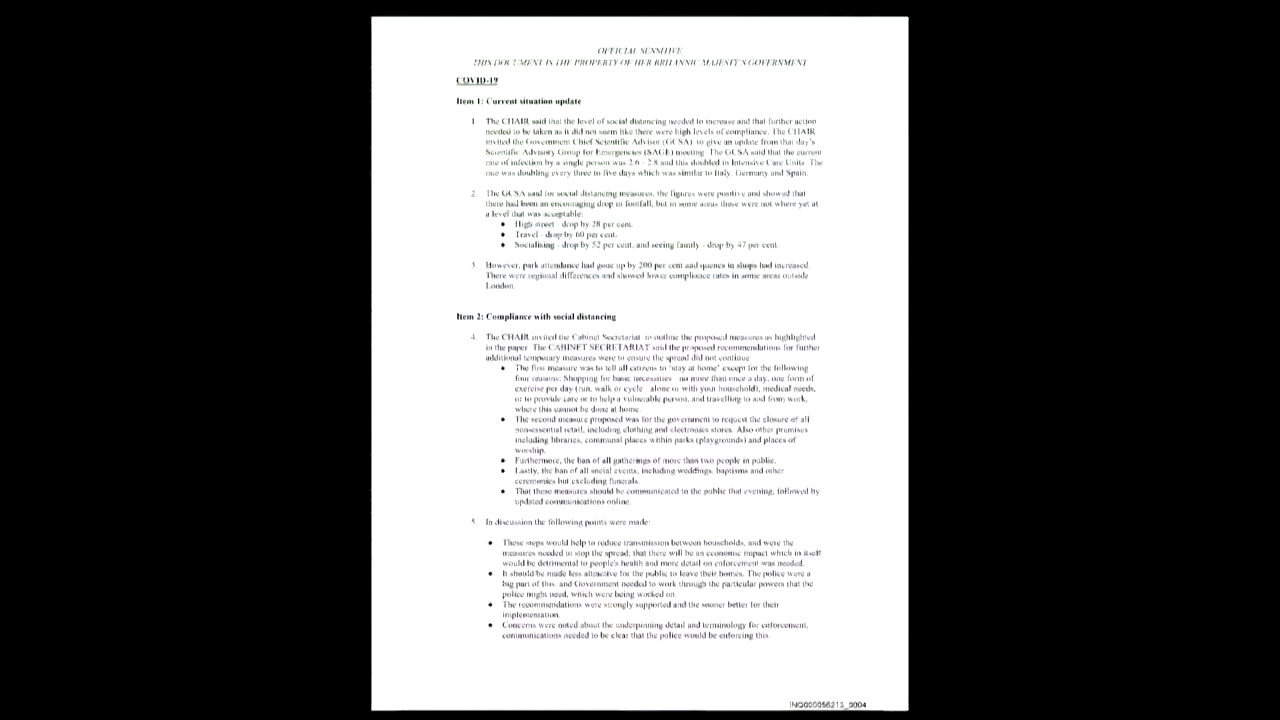 OFFICIAL SENSITIVE
THIS DOCUMENT IS THE PROPERTY OF HER BRITANNIC MAJESTY'S GOVERNMENT
COVID-19
Item 1: Current situation update
1. The CHAIR said that the level of social distancing needed to increase and that further action
needed to be taken as it did not seem like there were high levels of compliance. The CHAIR
invited the Government Chief Scientific Advisor (GCSA) to give an update from that day's
Scientific Advisory Group for Emergencies (SAGE) meeting. The GCSA said that the current
rate of infection by a single person was 2.6 - 2.8 and this doubled in Intensive Care Units. The
rate was doubling every three to five days which was similar to Italy, Germany and Spain.
2. The GCSA said for social distancing measures, the figures were positive and showed that
there had been an encouraging drop in footfall, but in some areas these were not where yet at
a level that was acceptable:
• High street - drop by 28 per cent.
• Travel - drop by 60 per cent.
• Socialising - drop by 52 per cent. and seeing family - drop by 47 per cent.
3. However, park attendance had gone up by 200 per cent and queues in shops had increased.
There were regional differences and showed lower compliance rates in some areas outside
London.
Item 2: Compliance with social distancing
4. The CHAIR invited the Cabinet Secretariat to outline the proposed measures as highlighted
in the paper. The CABINET SECRETARIAT said the proposed recommendations for further
additional temporary measures were to ensure the spread did not continue
• The first measure was to tell all citizens to 'stay at home' except for the following
four reasons: Shopping for basic necessities no more than once a day, one form of
exercise per day (run, walk or cycle alone or with your household), medical needs,
or to provide care or to help a vulnerable person, and travelling to and from work,
where this cannot be done at home.
• The second measure proposed was for the government to request the closure of all
non-essential retail, including clothing and electronics stores. Also other premises
including libraries, communal places within parks (playgrounds) and places of
worship.
• Furthermore, the ban of all gatherings of more than two people in public.
• Lastly, the ban of all social events, including weddings, baptisms and other
ceremonies but excluding funerals.
• That these measures should be communicated to the public that evening, followed by
updated communications online.
5. In discussion the following points were made:
• These steps would help to reduce transmission between households, and were the
measures needed to stop the spread; that there will be an economic impact which in itself
would be detrimental to people's health and more detail on enforcement was needed.
• It should be made less attractive for the public to leave their homes. The police were a
big part of this and Government needed to work through the particular powers that the
police might need, which were being worked on.
• The recommendations were strongly supported and the sooner better for their
implementation.
• Concerns were noted about the underpinning detail and terminology for enforcement,
communications needed to be clear that the police would be enforcing this.
INQ000056213_0004